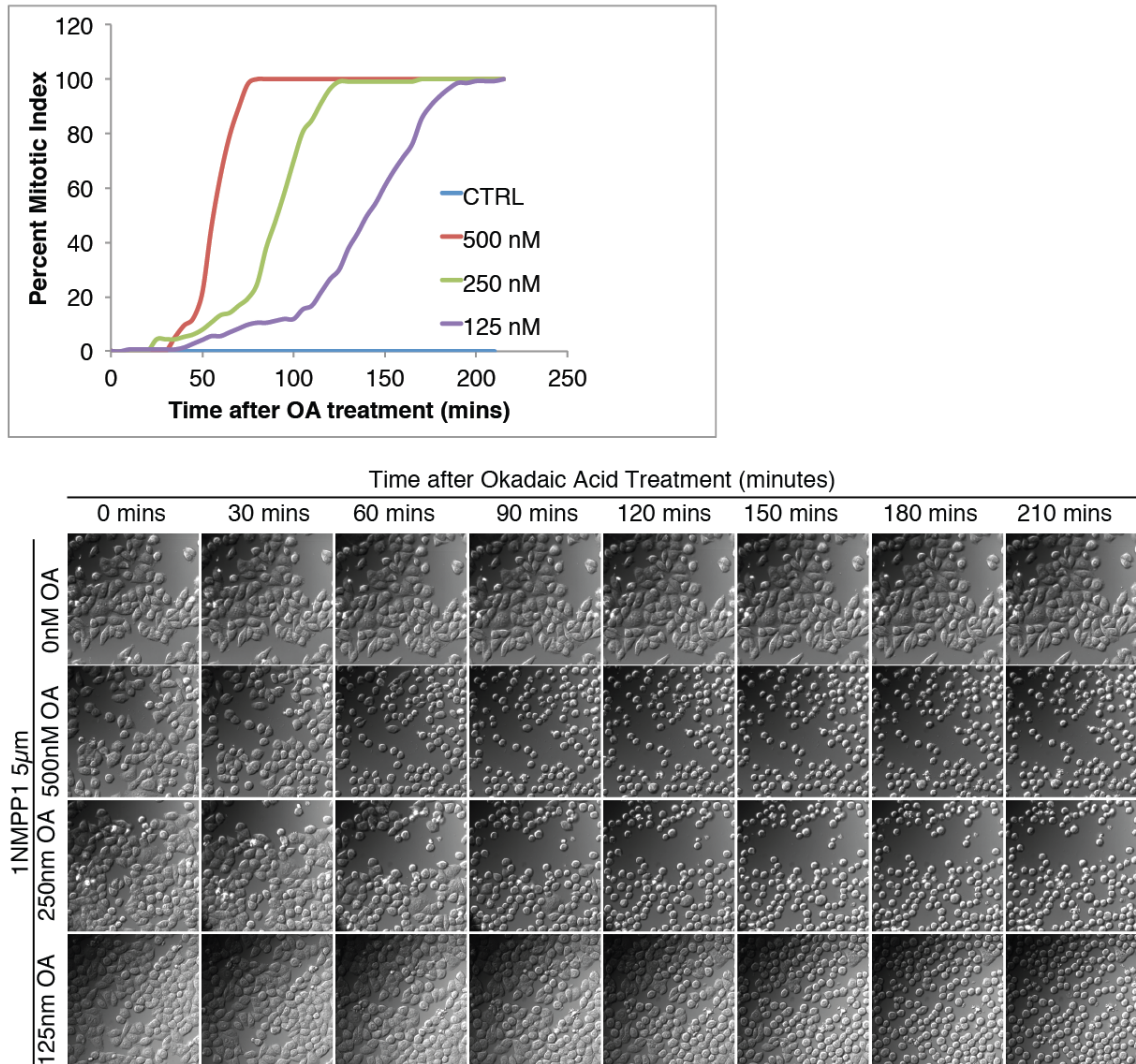 120
100
80
60
40
20
0
Percent Mitotic Index
CTRL
500 nM
250 nM
125 nM
0 50 100 150 200 250
Time after OA treatment (mins)
Time after Okadaic Acid Treatment (minutes)
0 mins 30 mins 60 mins 90 mins 120 mins 150 mins 180 mins 210 mins
1NMPP1 5µm
0nM OA
500nM OA
250nm OA
125nm OA